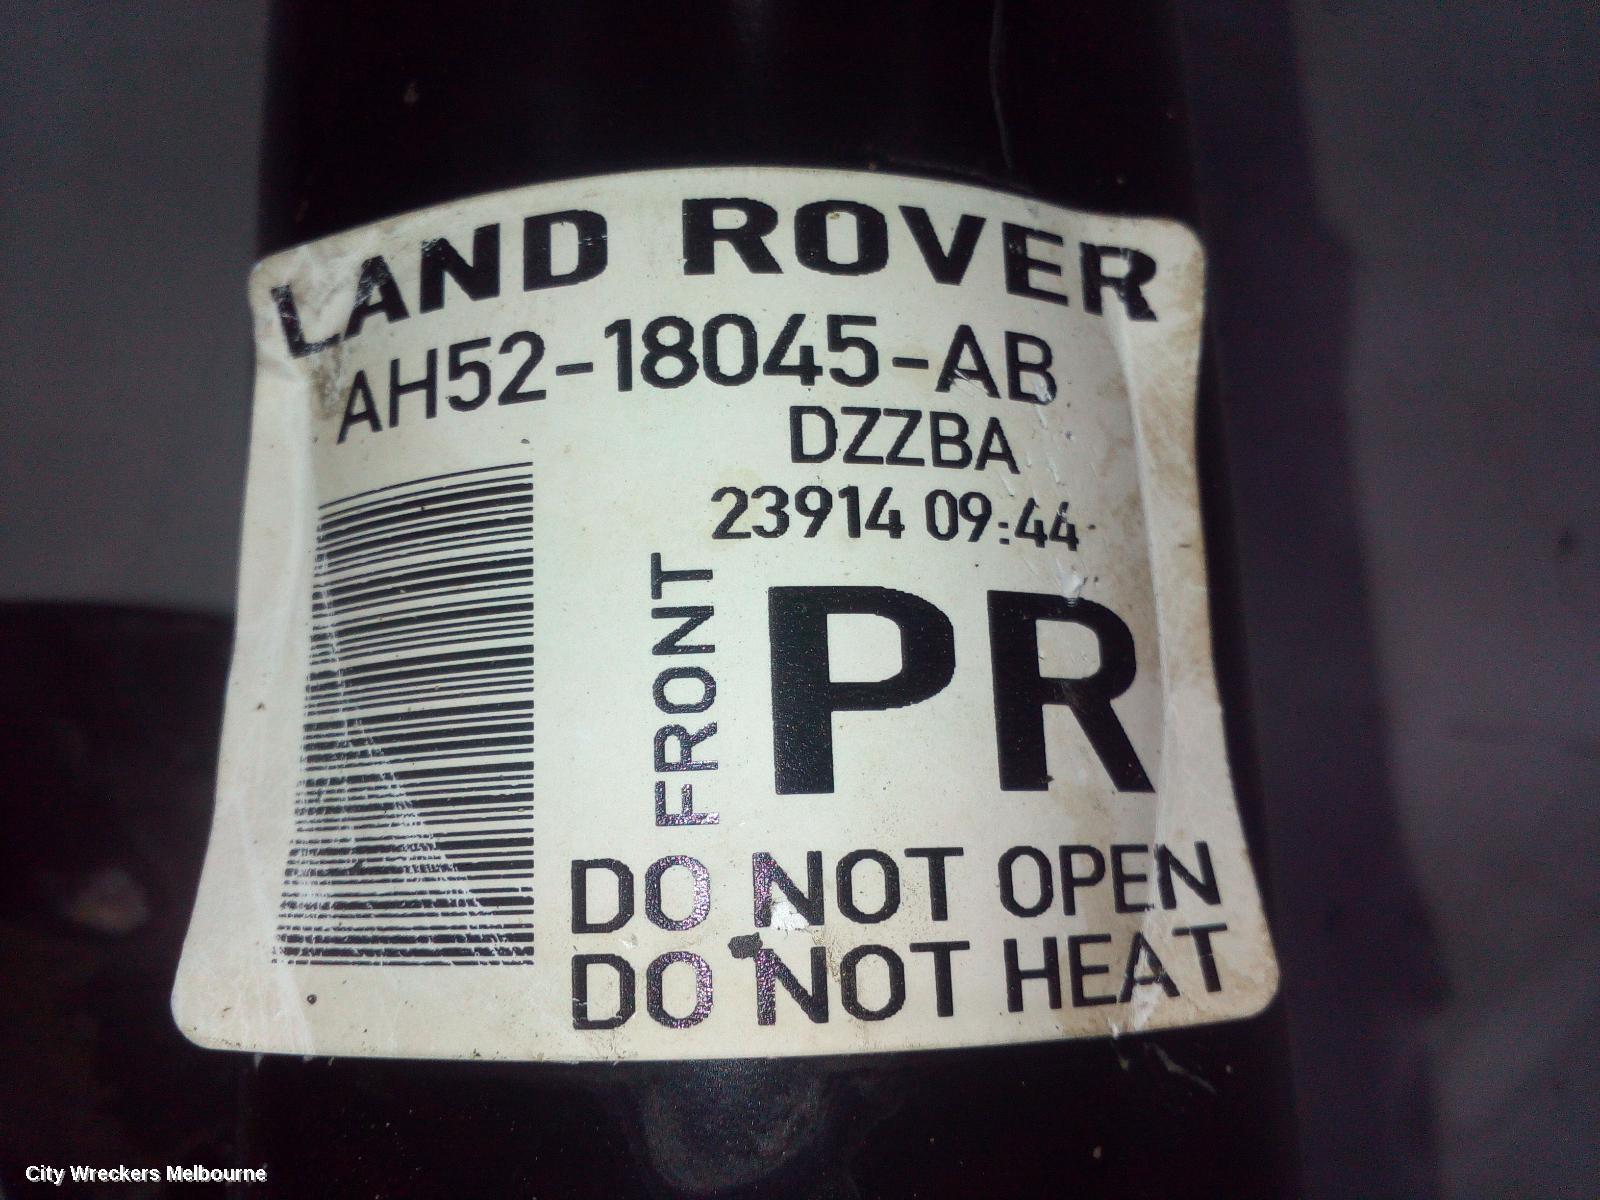 LAND ROVER
AH52-18045-AB
DZZBA
23914 09:44
FRONT
PR
DO NOT OPEN
DO NOT HEAT
City Wreckers Melbourne